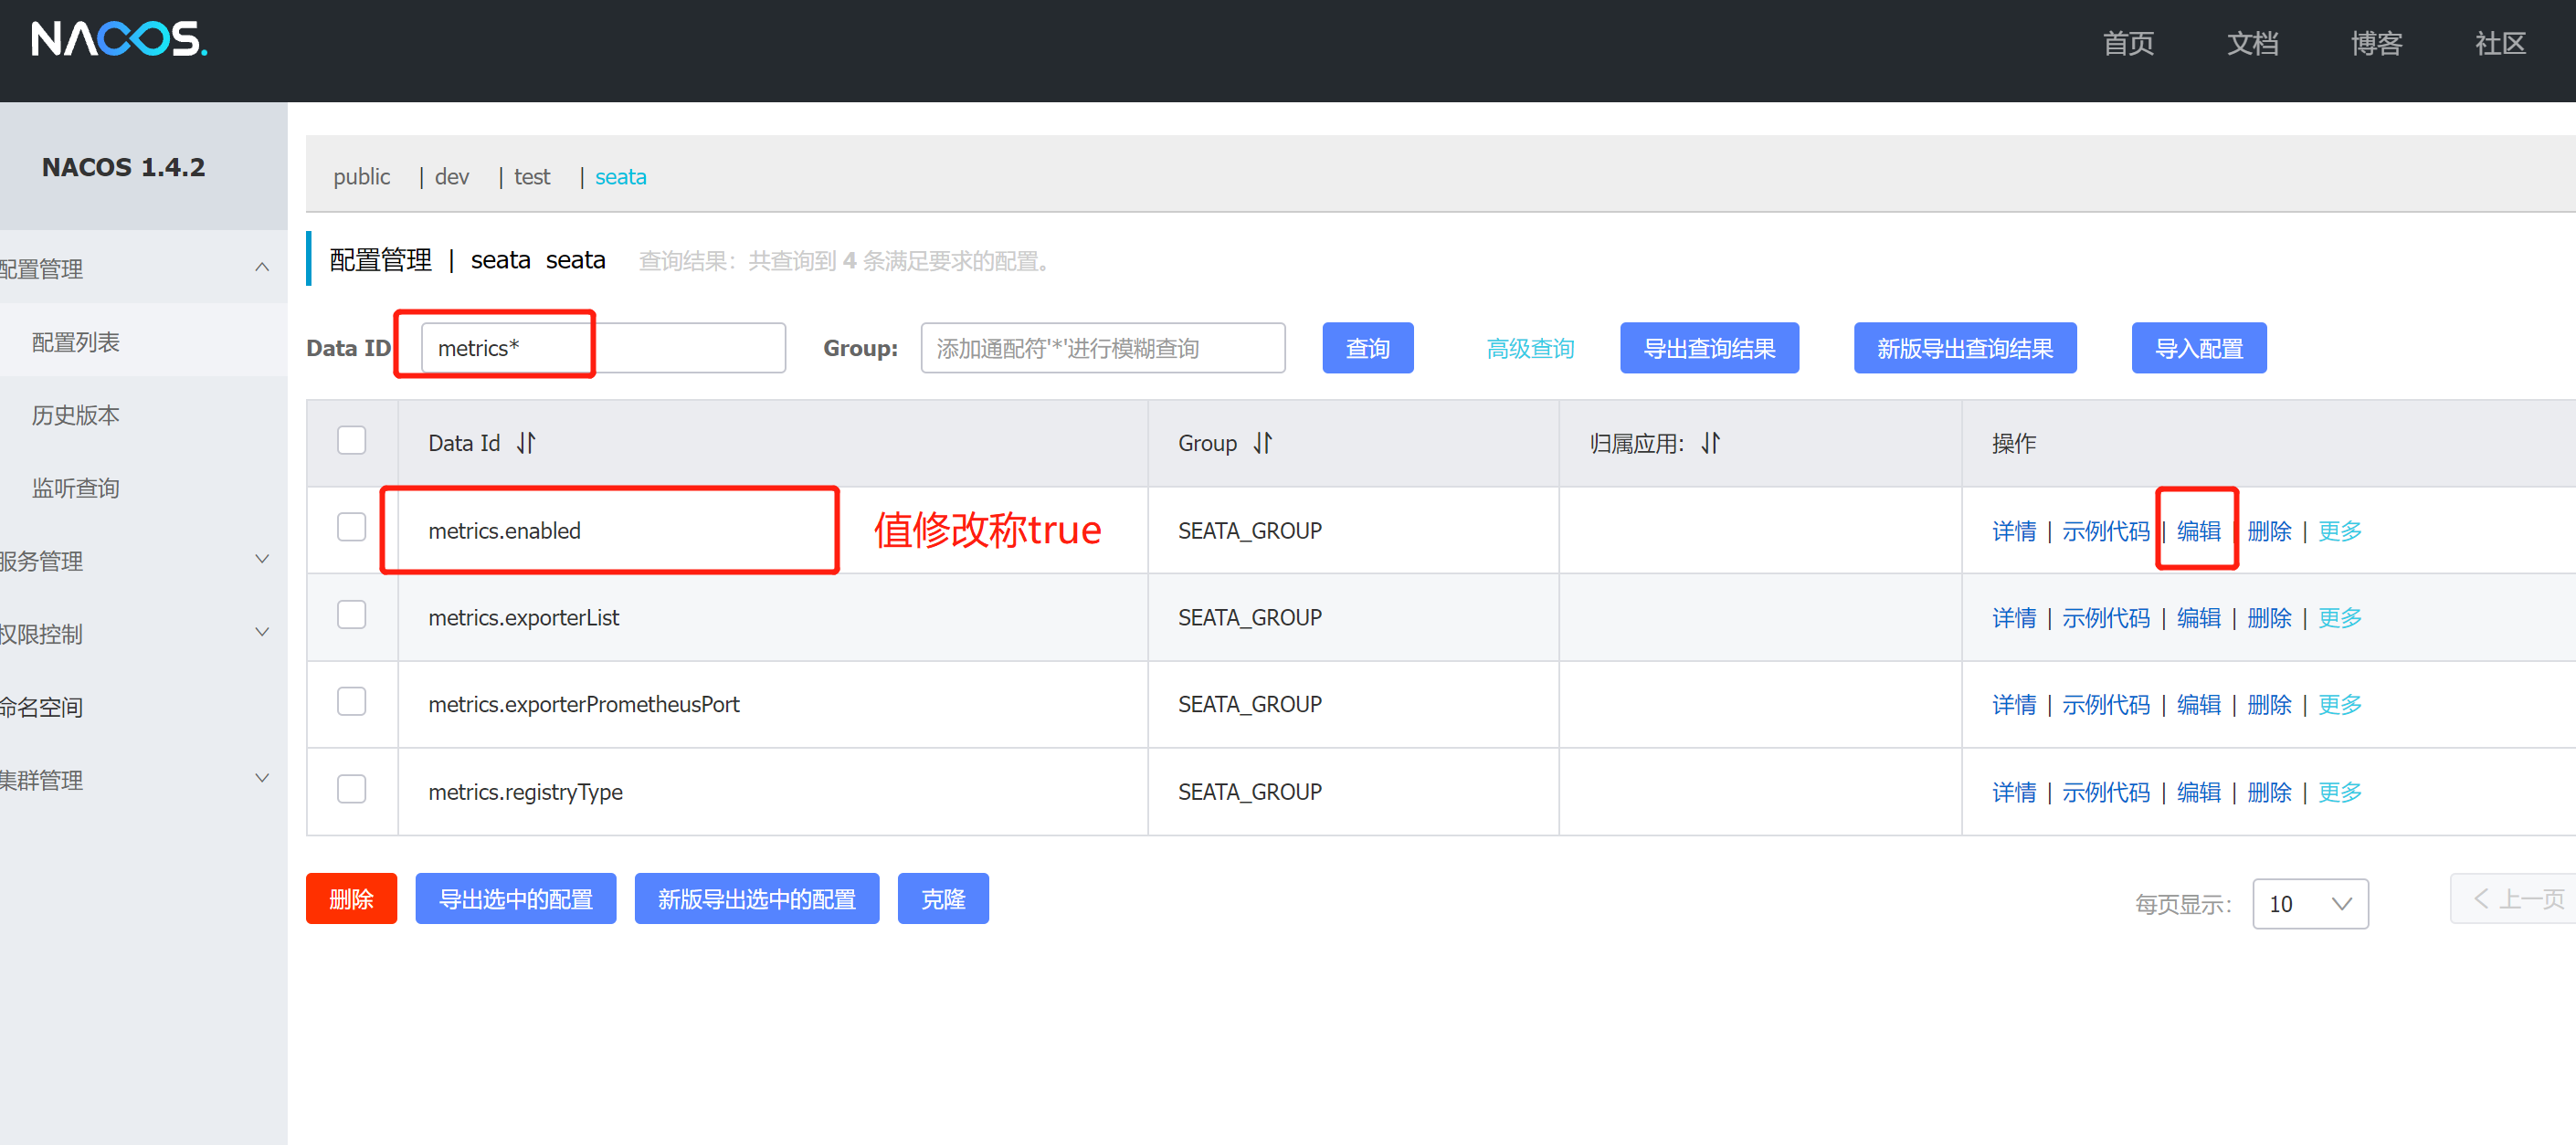 NACOS.
首页 文档 博客 社区
NACOS 1.4.2
public | dev | test | seata
配置管理 | seata seata 查询结果：共查询到 4 条满足要求的配置。
配置管理
配置列表
历史版本
监听查询
服务管理
权限控制
命名空间
集群管理
Data ID metrics* Group: 添加通配符'*'进行模糊查询 查询 高级查询 导出查询结果 新版导出查询结果 导入配置
Data Id Group 归属应用: 操作
metrics.enabled 值修改称true SEATA_GROUP 详情 | 示例代码 | 编辑 | 删除 | 更多
metrics.exporterList SEATA_GROUP 详情 | 示例代码 | 编辑 | 删除 | 更多
metrics.exporterPrometheusPort SEATA_GROUP 详情 | 示例代码 | 编辑 | 删除 | 更多
metrics.registryType SEATA_GROUP 详情 | 示例代码 | 编辑 | 删除 | 更多
删除 导出选中的配置 新版导出选中的配置 克隆 每页显示: 10 上一页